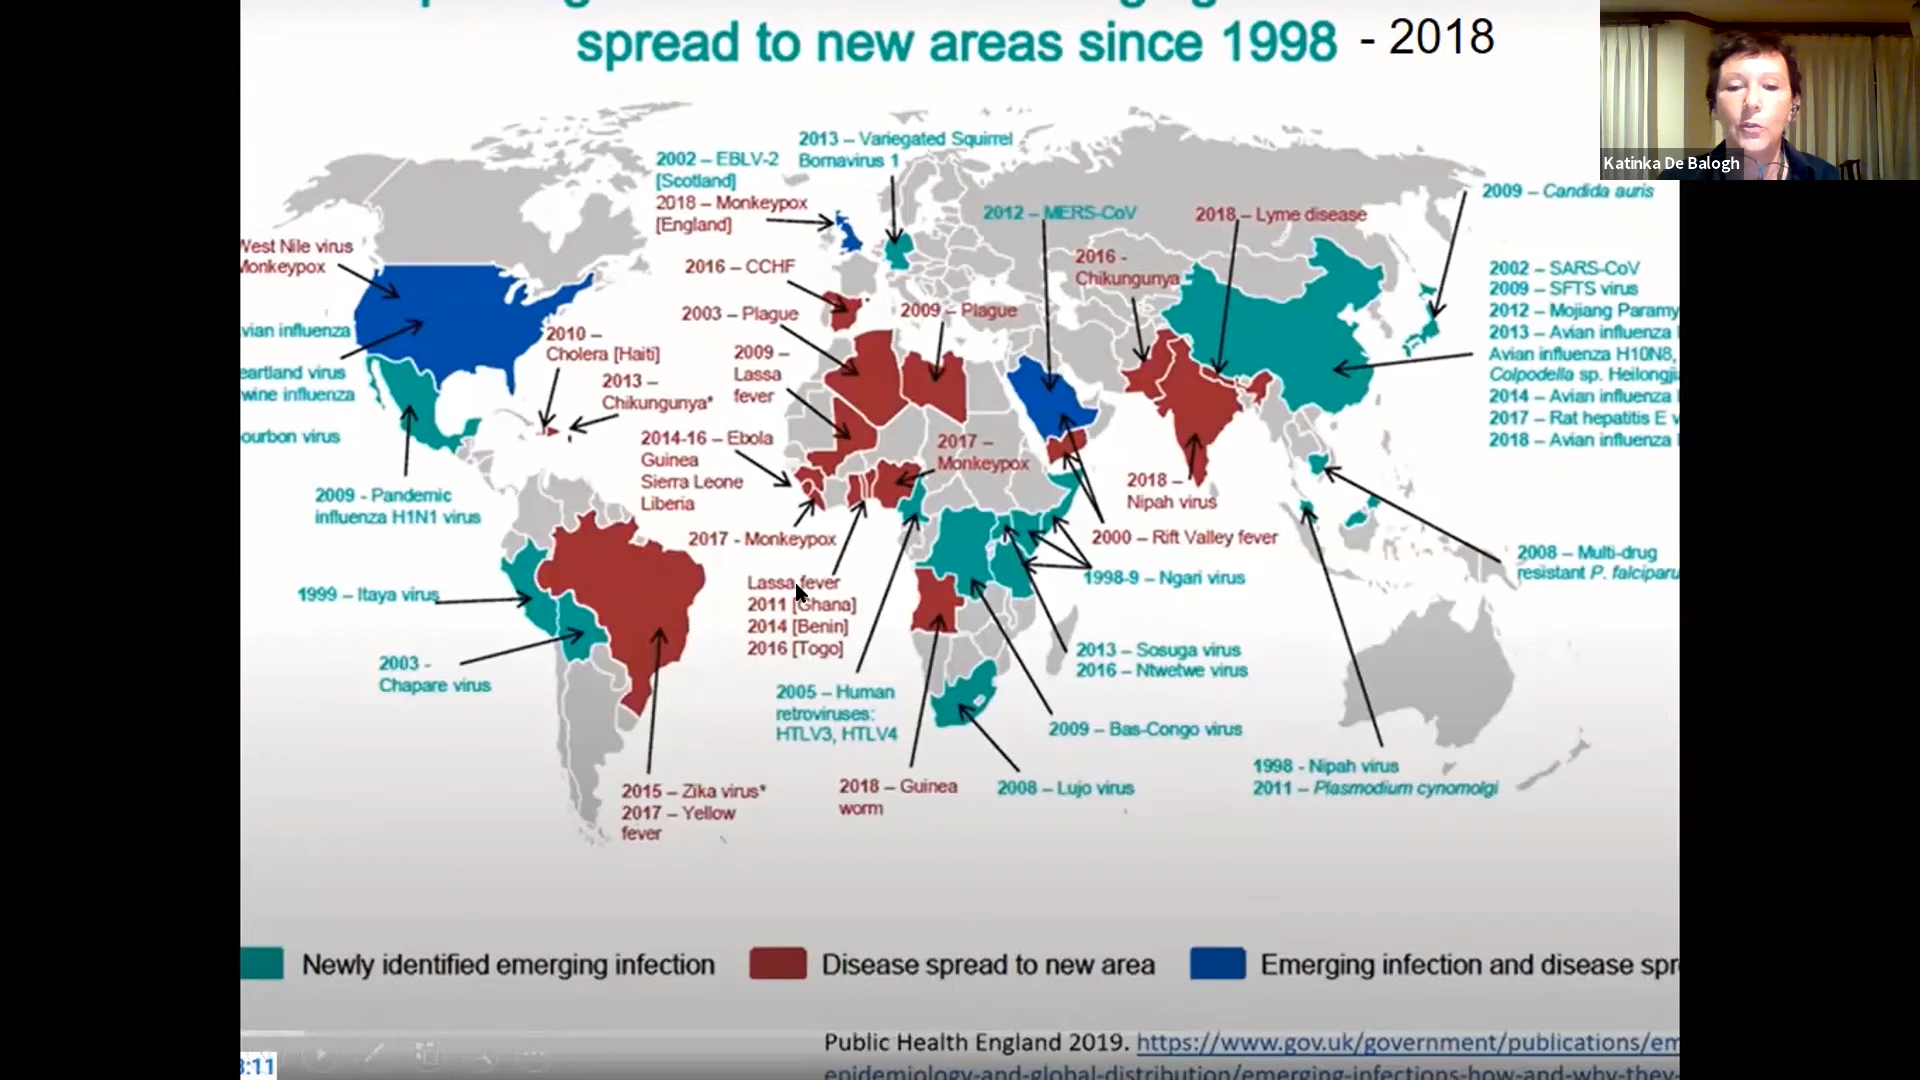 spread to new areas since 1998 - 2018
Katinka De Balogh
2013 – Variegated Squirrel
Bornavirus 1
2002 – EBLV-2
[Scotland]
2018 – Monkeypox
[England]
2009 – Candida auris
2012 – MERS-CoV
2018 – Lyme disease
West Nile virus
Monkeypox
2016 – CCHF
2016 -
Chikungunya
2002 – SARS-CoV
2009 – SFTS virus
2012 – Mojiang Paramy
2013 – Avian influenza
Avian influenza H10N8,
Colpodella sp. Heilongji
2014 – Avian influenza
2017 – Rat hepatitis E v
2018 – Avian influenza
2003 – Plague
2009 – Plague
vian influenza
eartland virus
wine influenza
ourbon virus
2010 –
Cholera [Haiti]
2013 –
Chikungunya*
2009 –
Lassa
fever
2014-16 – Ebola
Guinea
Sierra Leone
Liberia
2017 –
Monkeypox
2018 –
Nipah virus
2009 - Pandemic
influenza H1N1 virus
2017 - Monkeypox
2000 – Rift Valley fever
2008 – Multi-drug
resistant P. falciparu
1998-9 – Ngari virus
Lassa fever
2011 [Ghana]
2014 [Benin]
2016 [Togo]
1999 – Itaya virus
2003 -
Chapare virus
2013 – Sosuga virus
2016 – Ntwetwe virus
2005 – Human
retroviruses:
HTLV3, HTLV4
2009 – Bas-Congo virus
1998 - Nipah virus
2011 – Plasmodium cynomolgi
2015 – Zika virus*
2017 – Yellow
fever
2018 – Guinea
worm
2008 – Lujo virus
Newly identified emerging infection
Disease spread to new area
Emerging infection and disease spr
Public Health England 2019. https://www.gov.uk/government/publications/em
epidemiology-and-global-distribution/emerging-infections-how-and-why-they-
:11